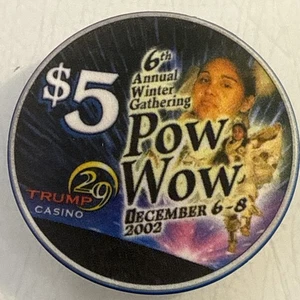 $5
6th
Annual
Winter
Gathering
Pow
Wow
TRUMP 29
CASINO
DECEMBER 6-8
2002